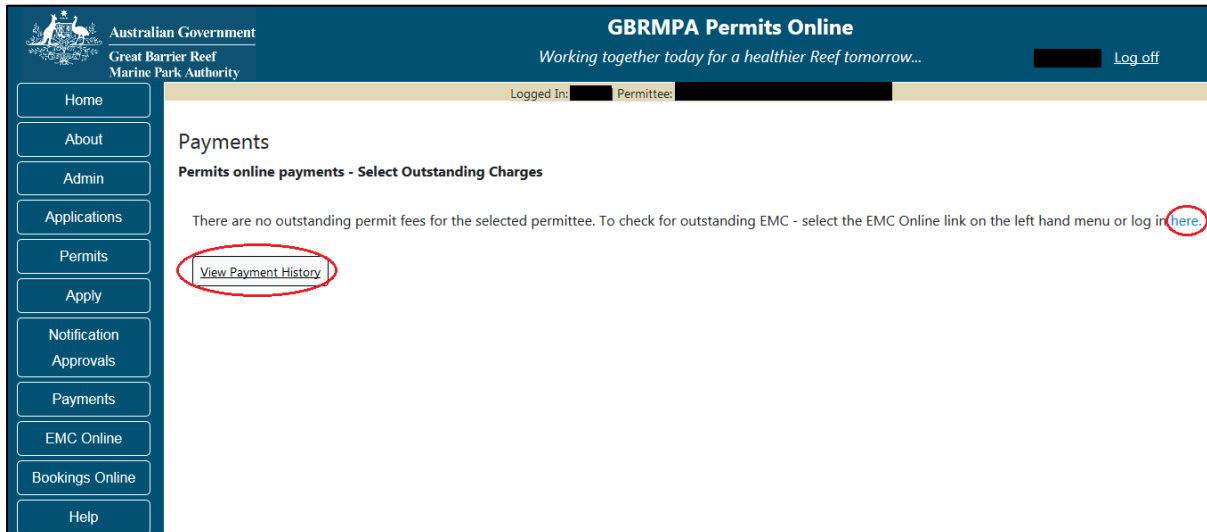 Australian Government
Great Barrier Reef
Marine Park Authority
GBRMPA Permits Online
Working together today for a healthier Reef tomorrow...
Log off
Logged In: Permittee:
Home
About
Admin
Applications
Permits
Apply
Notification
Approvals
Payments
EMC Online
Bookings Online
Help
Payments
Permits online payments - Select Outstanding Charges
There are no outstanding permit fees for the selected permittee. To check for outstanding EMC - select the EMC Online link on the left hand menu or log in here.
View Payment History